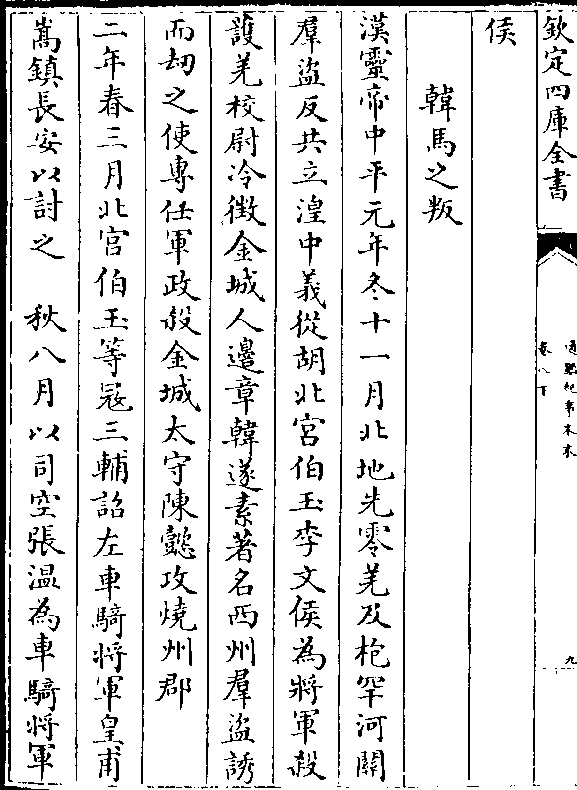 欽定四庫全書
通鑑紀事本末
卷八下
九
侯
韓馬之叛
漢靈帝中平元年冬十一月北地先零羌及枹罕河關
羣盜反共立湟中義從胡北宫伯玉李文侯為將軍殺
護羌校尉冷徴金城人邊章韓遂素著名西州羣盜誘
而刼之使專任軍政殺金城太守陳懿攻燒州郡
二年春三月北宫伯玉等冦三輔詔左車騎將軍皇甫
嵩鎮長安以討之　秋八月以司空張温為車騎將軍